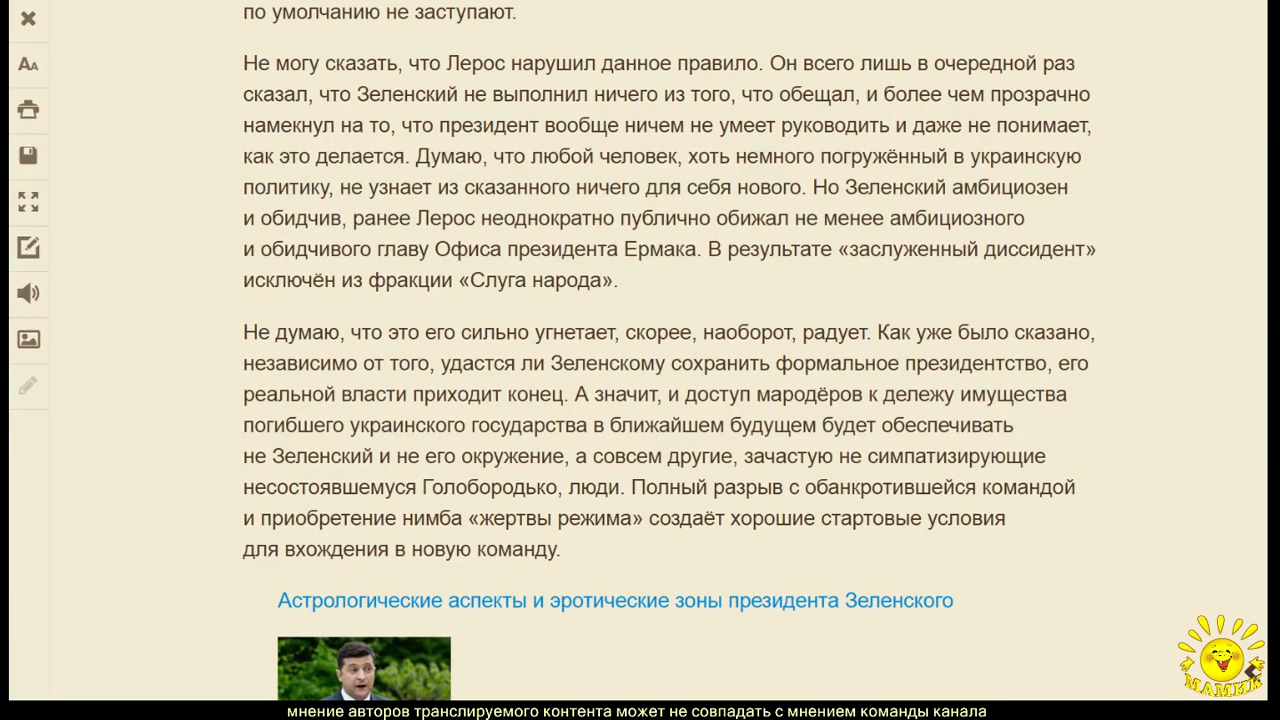 по умолчанию не заступают.
Не могу сказать, что Лерос нарушил данное правило. Он всего лишь в очередной раз
сказал, что Зеленский не выполнил ничего из того, что обещал, и более чем прозрачно
намекнул на то, что президент вообще ничем не умеет руководить и даже не понимает,
как это делается. Думаю, что любой человек, хоть немного погружённый в украинскую
политику, не узнает из сказанного ничего для себя нового. Но Зеленский амбициозен
и обидчив, ранее Лерос неоднократно публично обижал не менее амбициозного
и обидчивого главу Офиса президента Ермака. В результате «заслуженный диссидент»
исключён из фракции «Слуга народа».
Не думаю, что это его сильно угнетает, скорее, наоборот, радует. Как уже было сказано,
независимо от того, удастся ли Зеленскому сохранить формальное президентство, его
реальной власти приходит конец. А значит, и доступ мародёров к дележу имущества
погибшего украинского государства в ближайшем будущем будет обеспечивать
не Зеленский и не его окружение, а совсем другие, зачастую не симпатизирующие
несостоявшемуся Голобородько, люди. Полный разрыв с обанкротившейся командой
и приобретение нимба «жертвы режима» создаёт хорошие стартовые условия
для вхождения в новую команду.
Астрологические аспекты и эротические зоны президента Зеленского
МАМИК
мнение авторов транслируемого контента может не совпадать с мнением команды канала